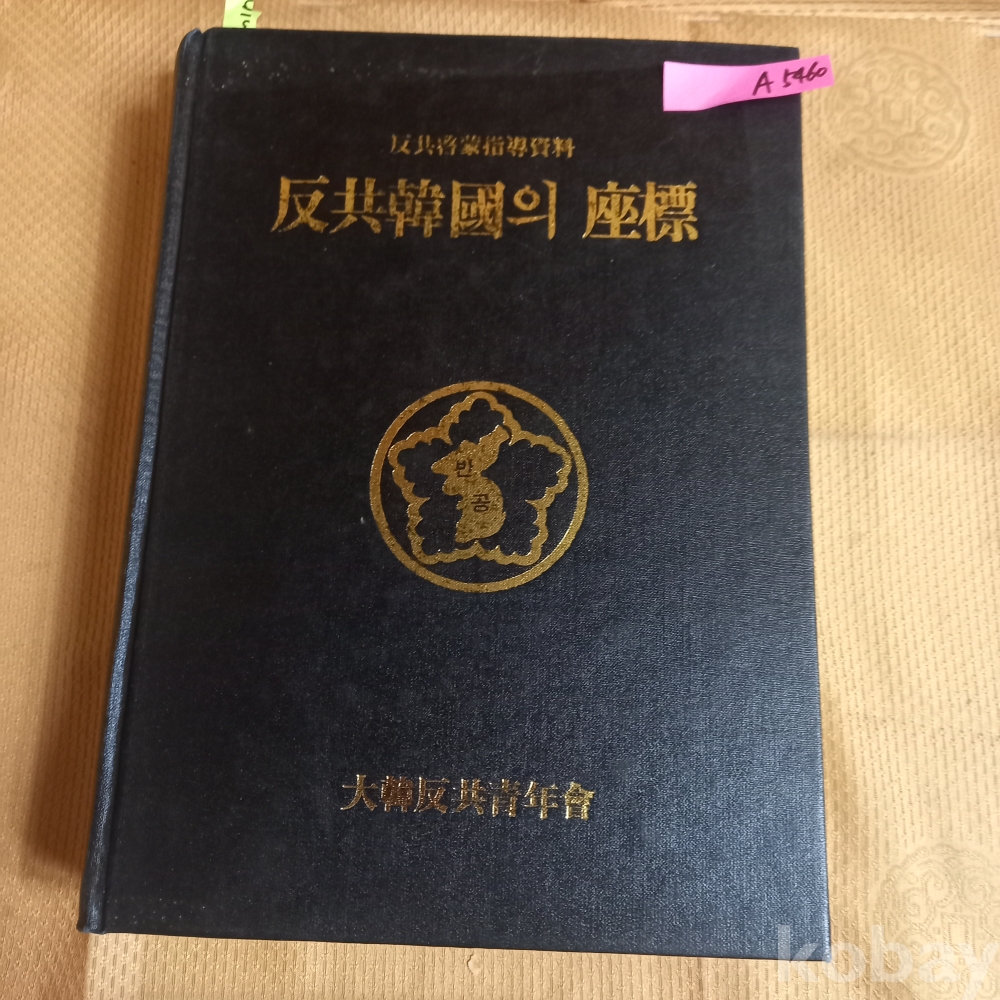 A 5460
反共啓蒙指導資料
反共韓國의 座標
반
공
大韓反共靑年會
kobay